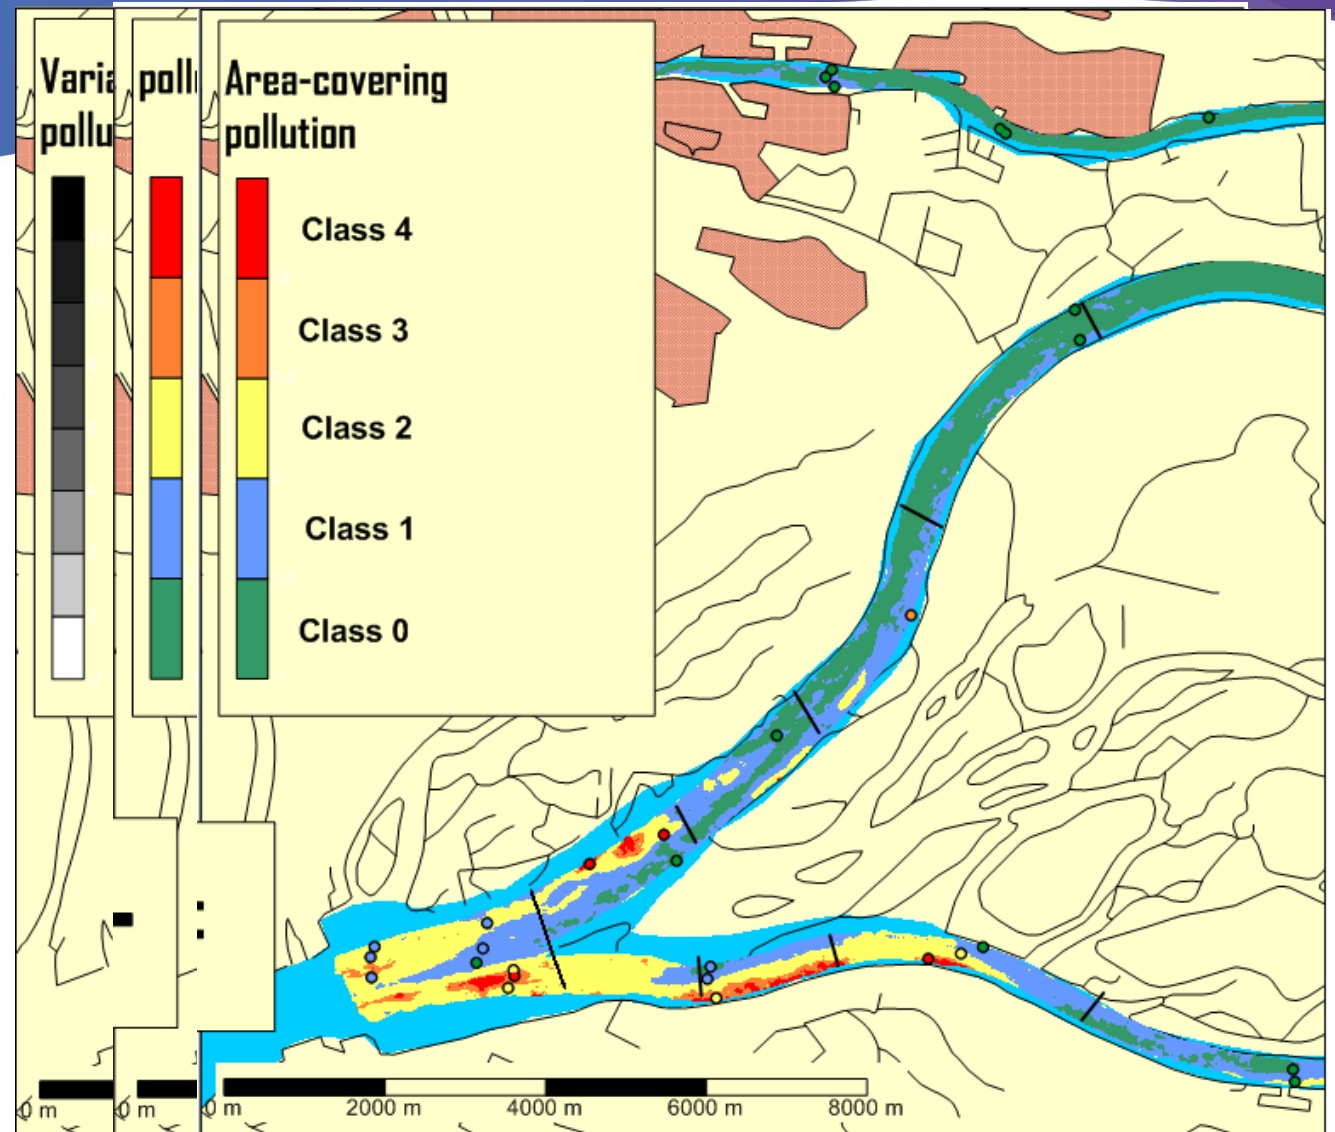 Varia
pollu
poll
Area-covering
pollution
Class 4
Class 3
Class 2
Class 1
Class 0
0 m
0 m
0 m
2000 m
4000 m
6000 m
8000 m